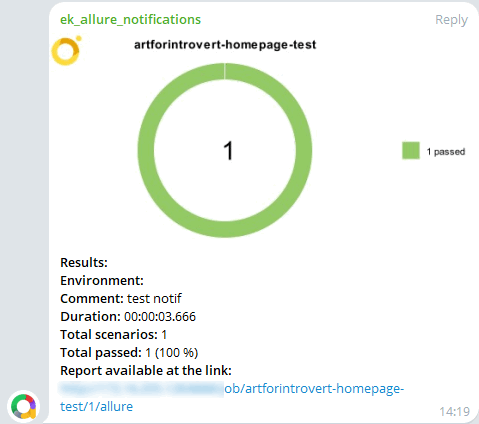 ek_allure_notifications Reply
artforintrovert-homepage-test
1
1 passed
Results:
Environment:
Comment: test notif
Duration: 00:00:03.666
Total scenarios: 1
Total passed: 1 (100 %)
Report available at the link:
ob/artforintrovert-homepage-
test/1/allure
14:19